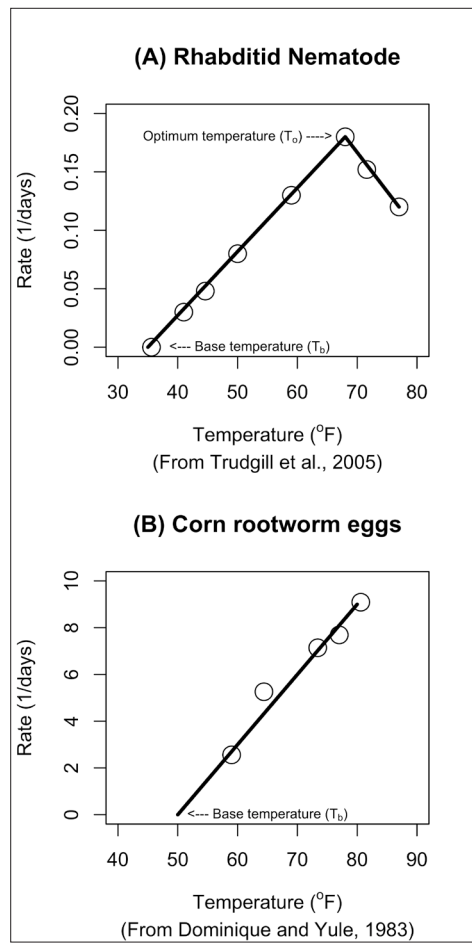 (A) Rhabditid Nematode
0.20
0.15
0.10
0.05
0.00
Rate (1/days)
Optimum temperature (Tₒ) ---->
<--- Base temperature (T_b)
30 40 50 60 70 80
Temperature (°F)
(From Trudgill et al., 2005)
(B) Corn rootworm eggs
10
8
6
4
2
0
Rate (1/days)
<--- Base temperature (T_b)
40 50 60 70 80 90
Temperature (°F)
(From Dominique and Yule, 1983)